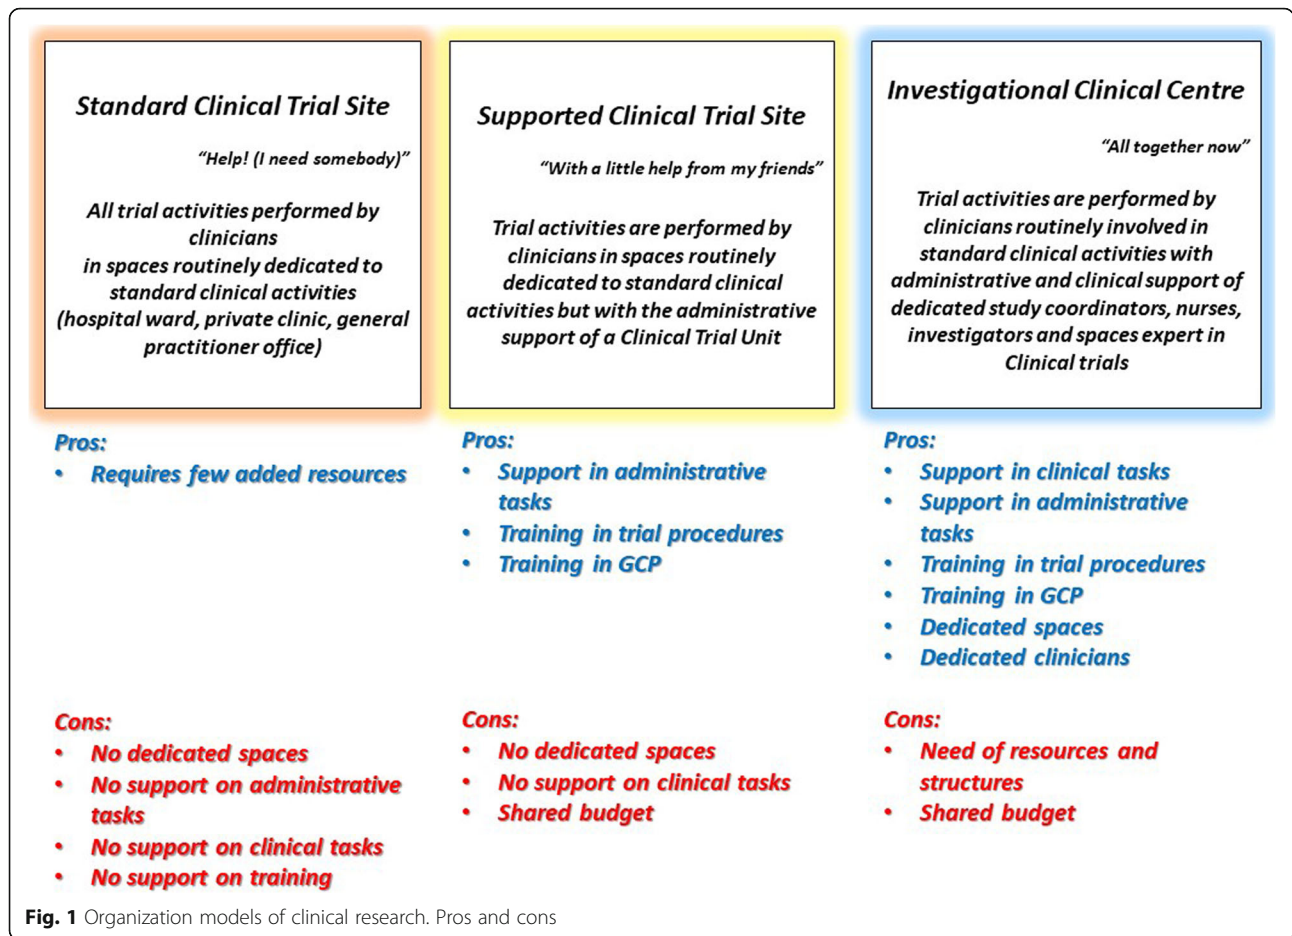 Standard Clinical Trial Site
“Help! (I need somebody)”
All trial activities performed by
clinicians
in spaces routinely dedicated to
standard clinical activities
(hospital ward, private clinic, general
practitioner office)
Pros:
• Requires few added resources
Cons:
• No dedicated spaces
• No support on administrative
tasks
• No support on clinical tasks
• No support on training
Supported Clinical Trial Site
“With a little help from my friends”
Trial activities are performed by
clinicians in spaces routinely
dedicated to standard clinical
activities but with the administrative
support of a Clinical Trial Unit
Pros:
• Support in administrative
tasks
• Training in trial procedures
• Training in GCP
Cons:
• No dedicated spaces
• No support on clinical tasks
• Shared budget
Investigational Clinical Centre
“All together now”
Trial activities are performed by
clinicians routinely involved in
standard clinical activities with
administrative and clinical support of
dedicated study coordinators, nurses,
investigators and spaces expert in
Clinical trials
Pros:
• Support in clinical tasks
• Support in administrative
tasks
• Training in trial procedures
• Training in GCP
• Dedicated spaces
• Dedicated clinicians
Cons:
• Need of resources and
structures
• Shared budget
Fig. 1 Organization models of clinical research. Pros and cons